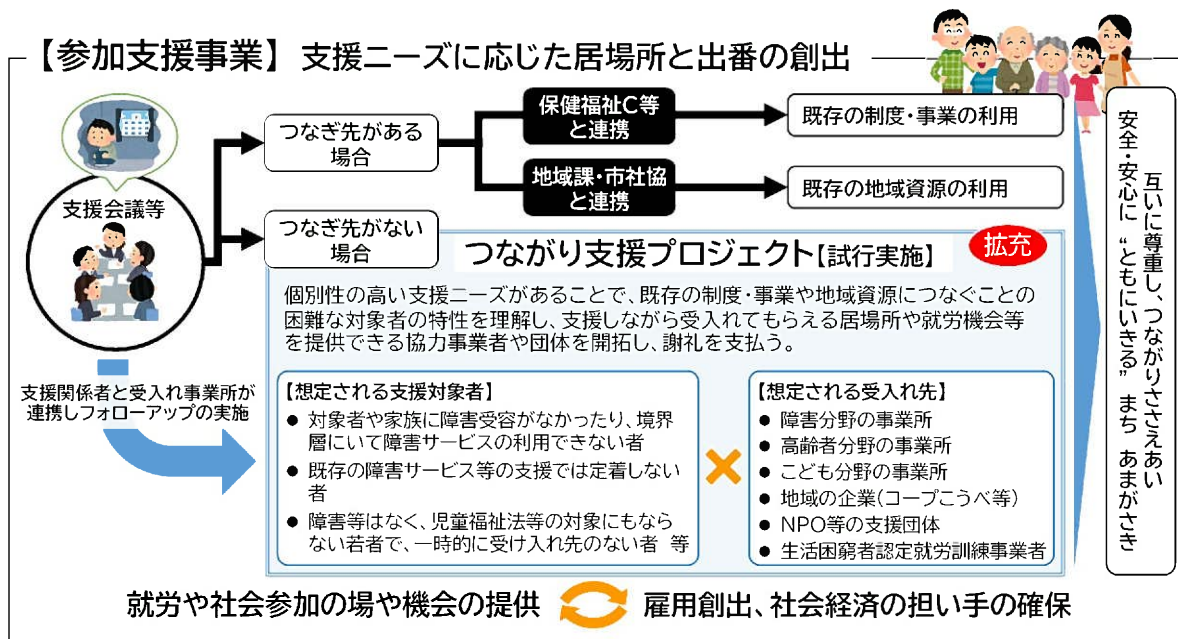 【参加支援事業】 支援ニーズに応じた居場所と出番の創出
支援会議等
つなぎ先がある
場合
保健福祉C等
と連携
既存の制度・事業の利用
地域課・市社協
と連携
既存の地域資源の利用
つなぎ先がない
場合
つながり支援プロジェクト【試行実施】
拡充
個別性の高い支援ニーズがあることで、既存の制度・事業や地域資源につなぐことの
困難な対象者の特性を理解し、支援しながら受入れてもらえる居場所や就労機会等
を提供できる協力事業者や団体を開拓し、謝礼を支払う。
支援関係者と受入れ事業所が
連携しフォローアップの実施
【想定される支援対象者】
● 対象者や家族に障害受容がなかったり、境界
層にいて障害サービスの利用できない者
● 既存の障害サービス等の支援では定着しない
者
● 障害等はなく、児童福祉法等の対象にもなら
ない若者で、一時的に受け入れ先のない者 等
【想定される受入れ先】
● 障害分野の事業所
● 高齢者分野の事業所
● こども分野の事業所
● 地域の企業(コープこうべ等)
● NPO等の支援団体
● 生活困窮者認定就労訓練事業者
互いに尊重し、つながりささえあい
安全・安心に “ともにいきる” まち あまがさき
就労や社会参加の場や機会の提供
雇用創出、社会経済の担い手の確保